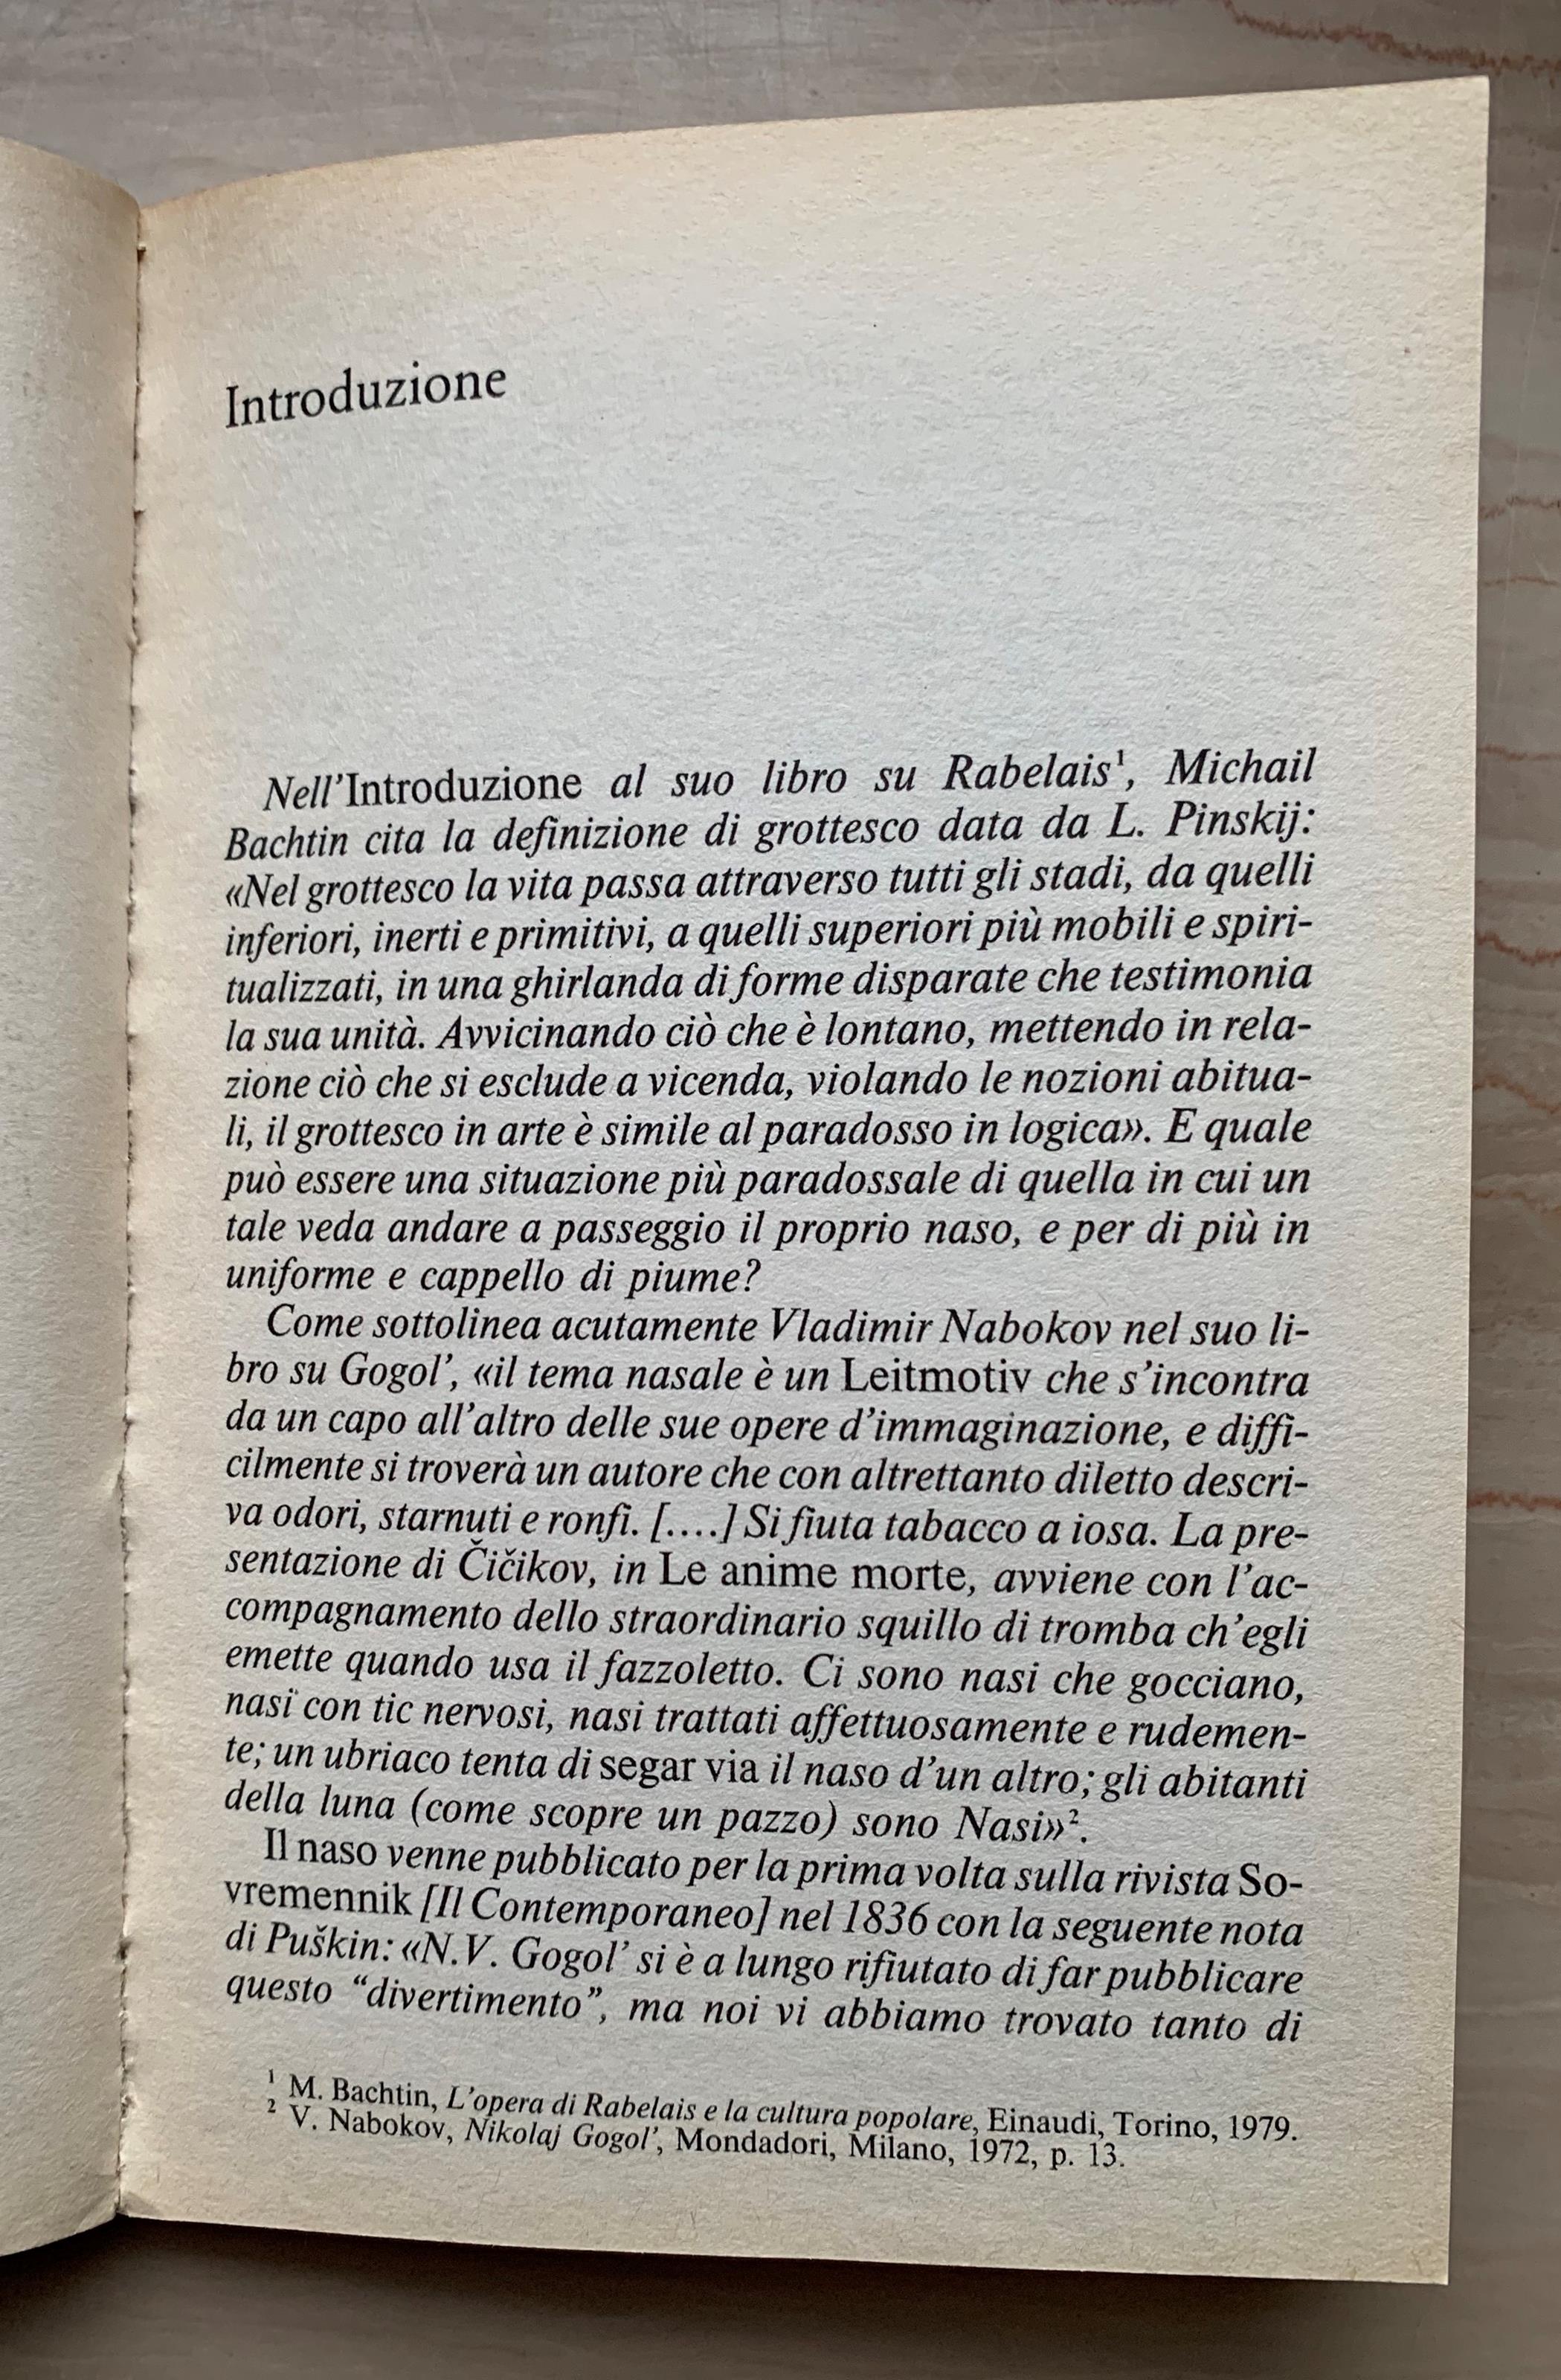 Introduzione
Nell'Introduzione al suo libro su Rabelais¹, Michail
Bachtin cita la definizione di grottesco data da L. Pinskij:
«Nel grottesco la vita passa attraverso tutti gli stadi, da quelli
inferiori, inerti e primitivi, a quelli superiori più mobili e spiri-
tualizzati, in una ghirlanda di forme disparate che testimonia
la sua unità. Avvicinando ciò che è lontano, mettendo in rela-
zione ciò che si esclude a vicenda, violando le nozioni abitua-
li, il grottesco in arte è simile al paradosso in logica». E quale
può essere una situazione più paradossale di quella in cui un
tale veda andare a passeggio il proprio naso, e per di più in
uniforme e cappello di piume?
Come sottolinea acutamente Vladimir Nabokov nel suo li-
bro su Gogol', «il tema nasale è un Leitmotiv che s'incontra
da un capo all'altro delle sue opere d'immaginazione, e diffi-
cilmente si troverà un autore che con altrettanto diletto descri-
va odori, starnuti e ronfi. [....] Si fiuta tabacco a iosa. La pre-
sentazione di Čičikov, in Le anime morte, avviene con l'ac-
compagnamento dello straordinario squillo di tromba ch'egli
emette quando usa il fazzoletto. Ci sono nasi che gocciano,
nasi con tic nervosi, nasi trattati affettuosamente e rudemen-
te; un ubriaco tenta di segar via il naso d'un altro; gli abitanti
della luna (come scopre un pazzo) sono Nasi»².
Il naso venne pubblicato per la prima volta sulla rivista So-
vremennik [Il Contemporaneo] nel 1836 con la seguente nota
di Puškin: «N.V. Gogol' si è a lungo rifiutato di far pubblicare
questo "divertimento", ma noi vi abbiamo trovato tanto di
¹ M. Bachtin, L'opera di Rabelais e la cultura popolare, Einaudi, Torino, 1979.
² V. Nabokov, Nikolaj Gogol', Mondadori, Milano, 1972, p. 13.